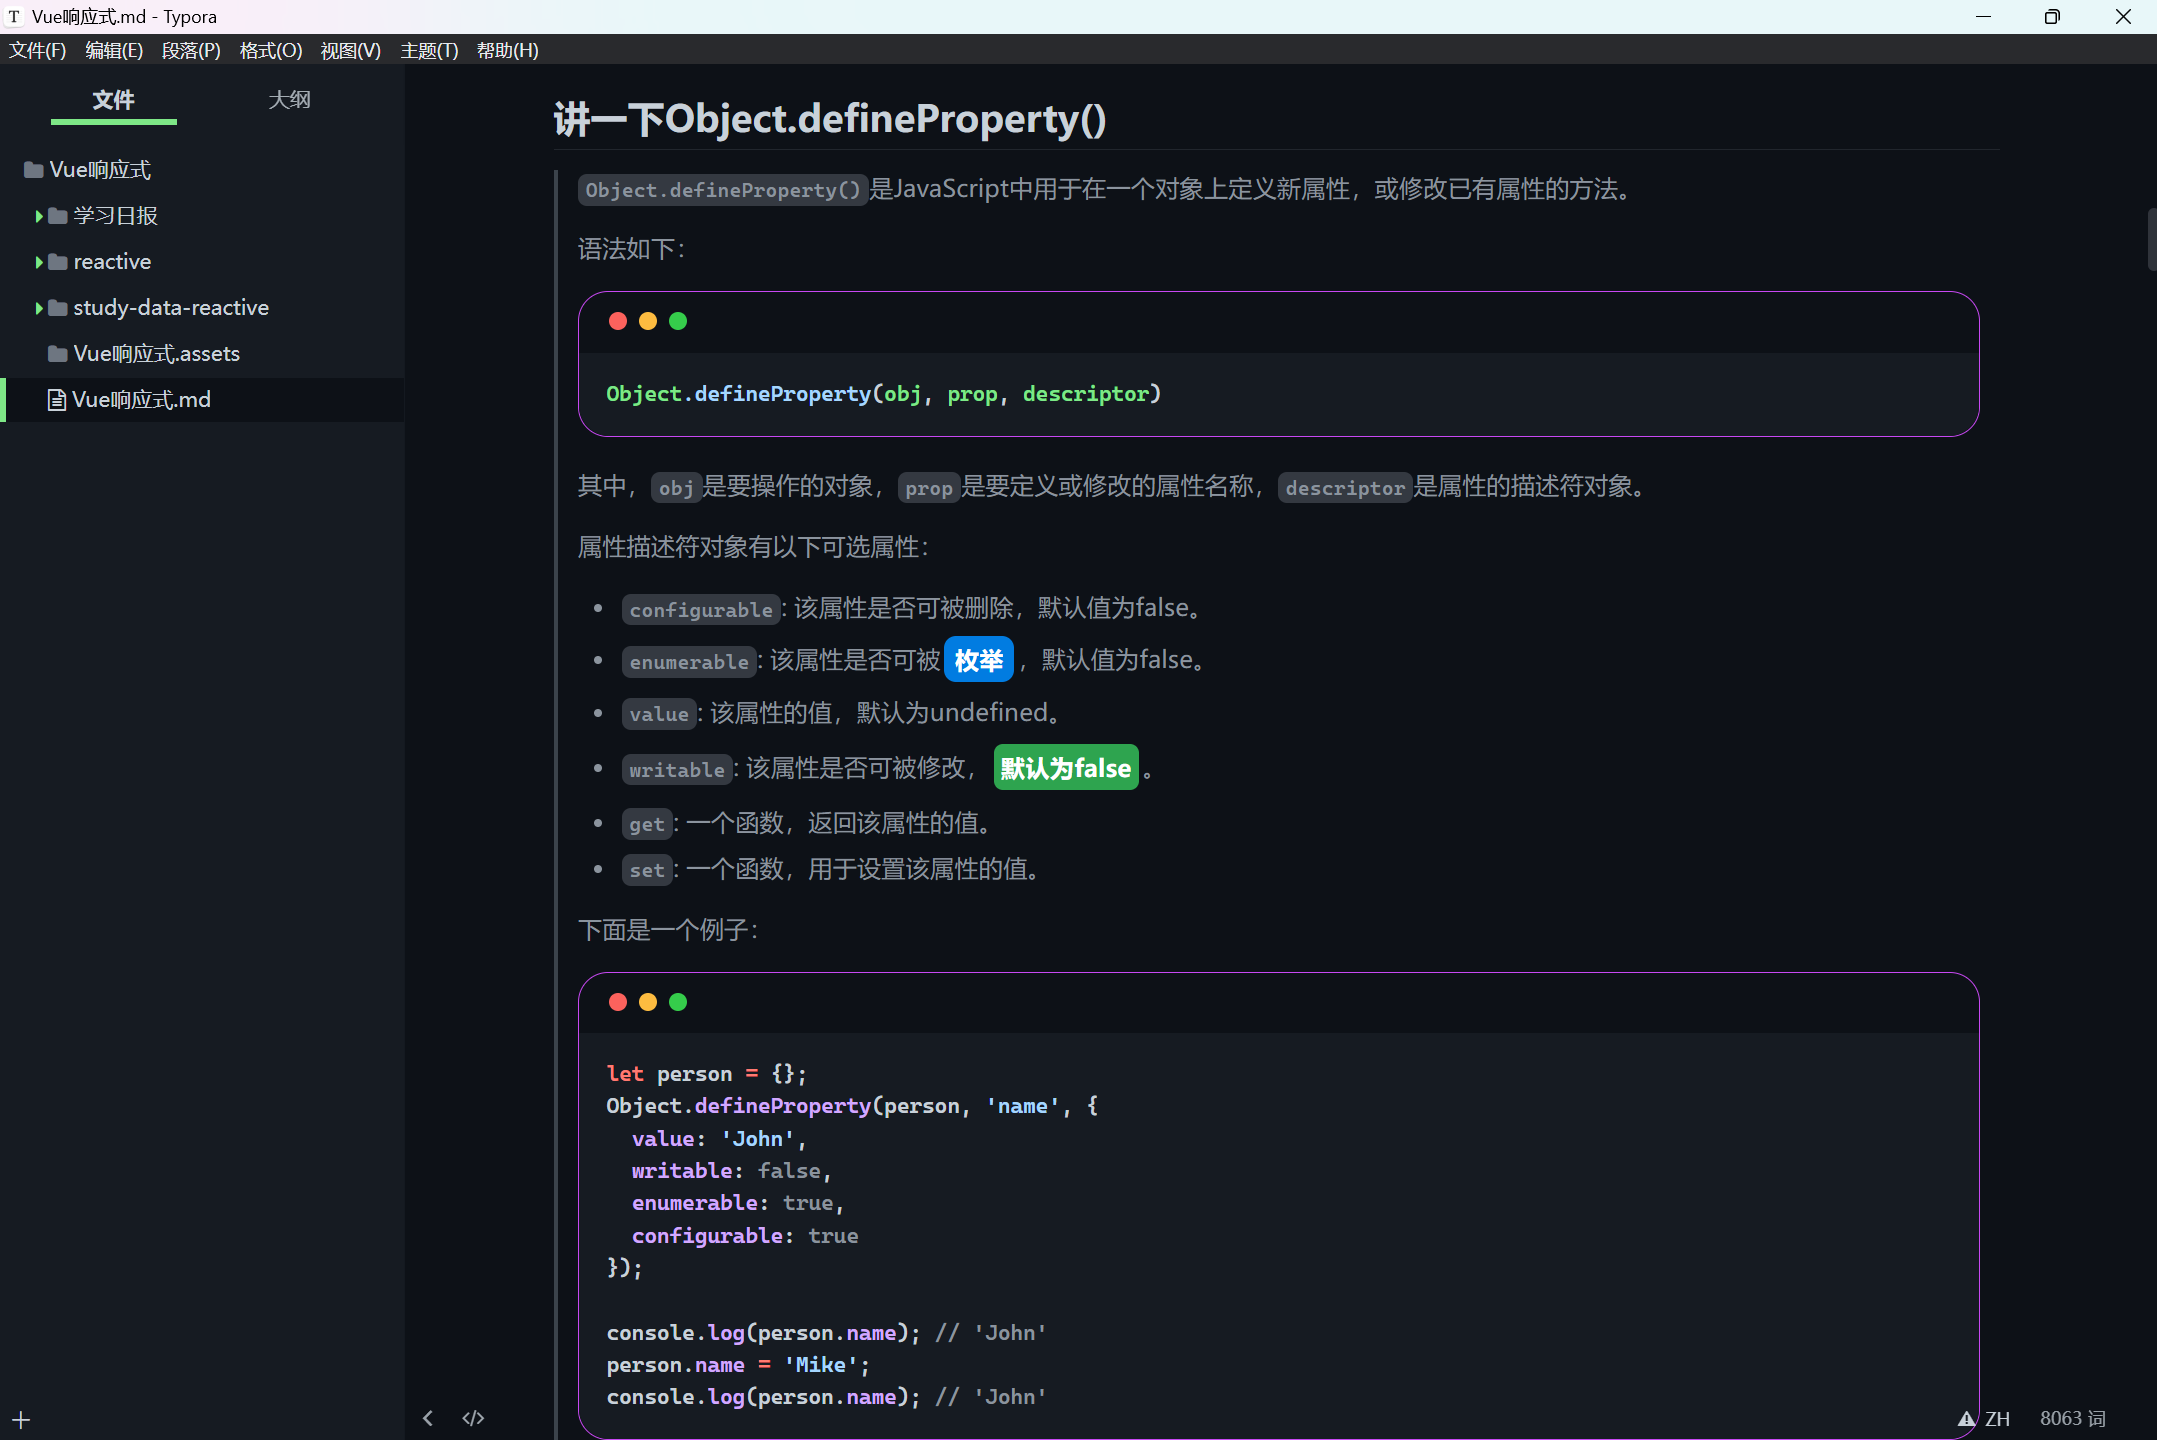 Vue响应式.md - Typora
文件(F) 编辑(E) 段落(P) 格式(O) 视图(V) 主题(T) 帮助(H)
文件 大纲
Vue响应式
学习日报
reactive
study-data-reactive
Vue响应式.assets
Vue响应式.md
讲一下Object.defineProperty()
Object.defineProperty()是JavaScript中用于在一个对象上定义新属性，或修改已有属性的方法。
语法如下：
Object.defineProperty(obj, prop, descriptor)
其中，obj是要操作的对象，prop是要定义或修改的属性名称，descriptor是属性的描述符对象。
属性描述符对象有以下可选属性：
• configurable: 该属性是否可被删除，默认值为false。
• enumerable: 该属性是否可被 枚举 ，默认值为false。
• value: 该属性的值，默认为undefined。
• writable: 该属性是否可被修改， 默认为false 。
• get: 一个函数，返回该属性的值。
• set: 一个函数，用于设置该属性的值。
下面是一个例子：
let person = {};
Object.defineProperty(person, 'name', {
  value: 'John',
  writable: false,
  enumerable: true,
  configurable: true
});
console.log(person.name); // 'John'
person.name = 'Mike';
console.log(person.name); // 'John'
ZH 8063 词